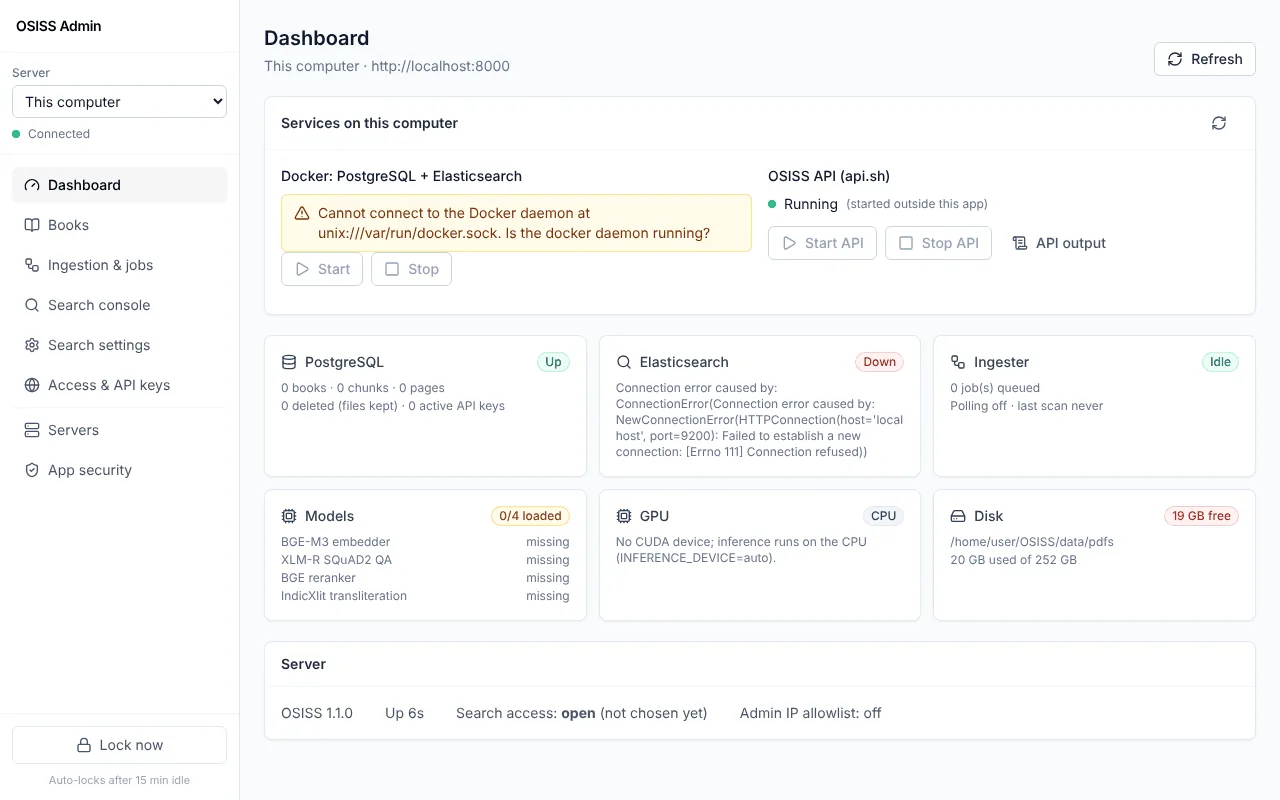 OSISS Admin
Server
This computer
Connected
Dashboard
Books
Ingestion & jobs
Search console
Search settings
Access & API keys
Servers
App security
Lock now
Auto-locks after 15 min idle
Dashboard
This computer · http://localhost:8000
Refresh
Services on this computer
Docker: PostgreSQL + Elasticsearch
Cannot connect to the Docker daemon at
unix:///var/run/docker.sock. Is the docker daemon running?
Start
Stop
OSISS API (api.sh)
Running (started outside this app)
Start API
Stop API
API output
PostgreSQL
Up
0 books · 0 chunks · 0 pages
0 deleted (files kept) · 0 active API keys
Elasticsearch
Down
Connection error caused by:
ConnectionError(Connection error caused by:
NewConnectionError(HTTPConnection(host='local
host', port=9200): Failed to establish a new
connection: [Errno 111] Connection refused))
Ingester
Idle
0 job(s) queued
Polling off · last scan never
Models
0/4 loaded
BGE-M3 embedder missing
XLM-R SQuAD2 QA missing
BGE reranker missing
IndicXlit transliteration missing
GPU
CPU
No CUDA device; inference runs on the CPU
(INFERENCE_DEVICE=auto).
Disk
19 GB free
/home/user/OSISS/data/pdfs
20 GB used of 252 GB
Server
OSISS 1.1.0
Up 6s
Search access: open (not chosen yet)
Admin IP allowlist: off